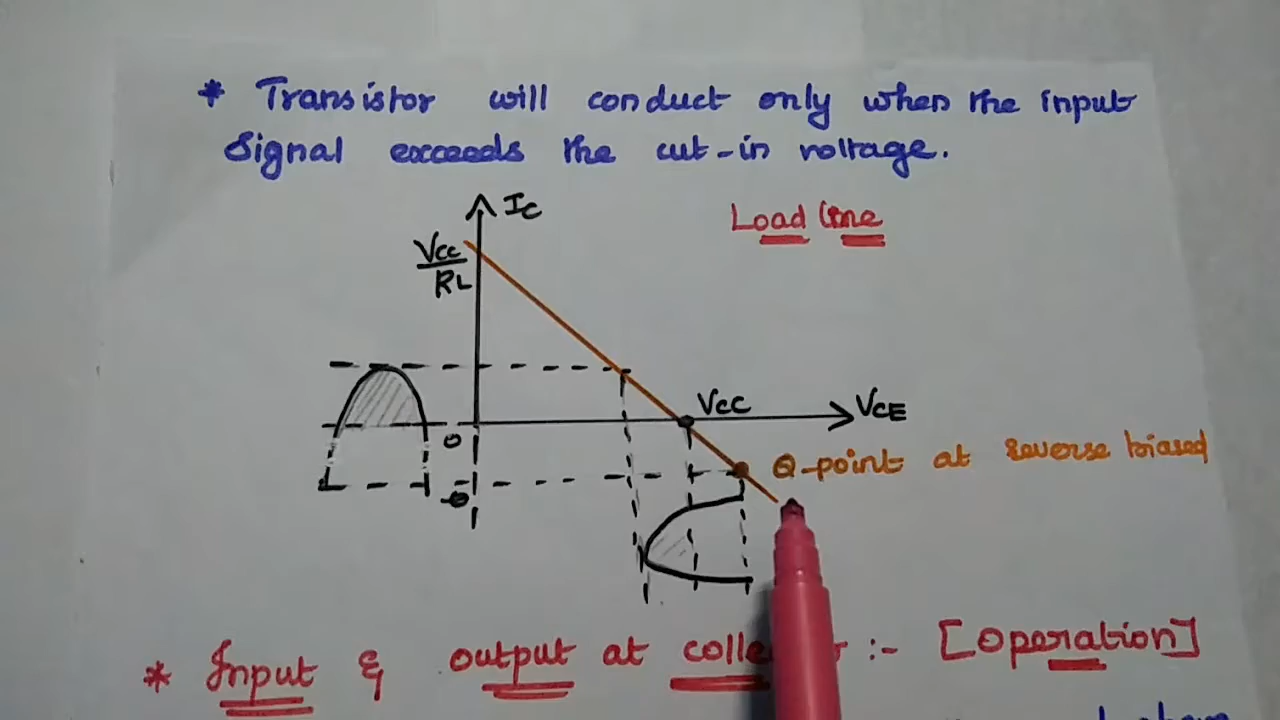 * Transistor will conduct only when the input
Signal exceeds the cut-in voltage.
IC
Load line
VCC
RL
VCC
VCE
0
Q-point at reverse biased
-0
* Input & output at :- [operation]